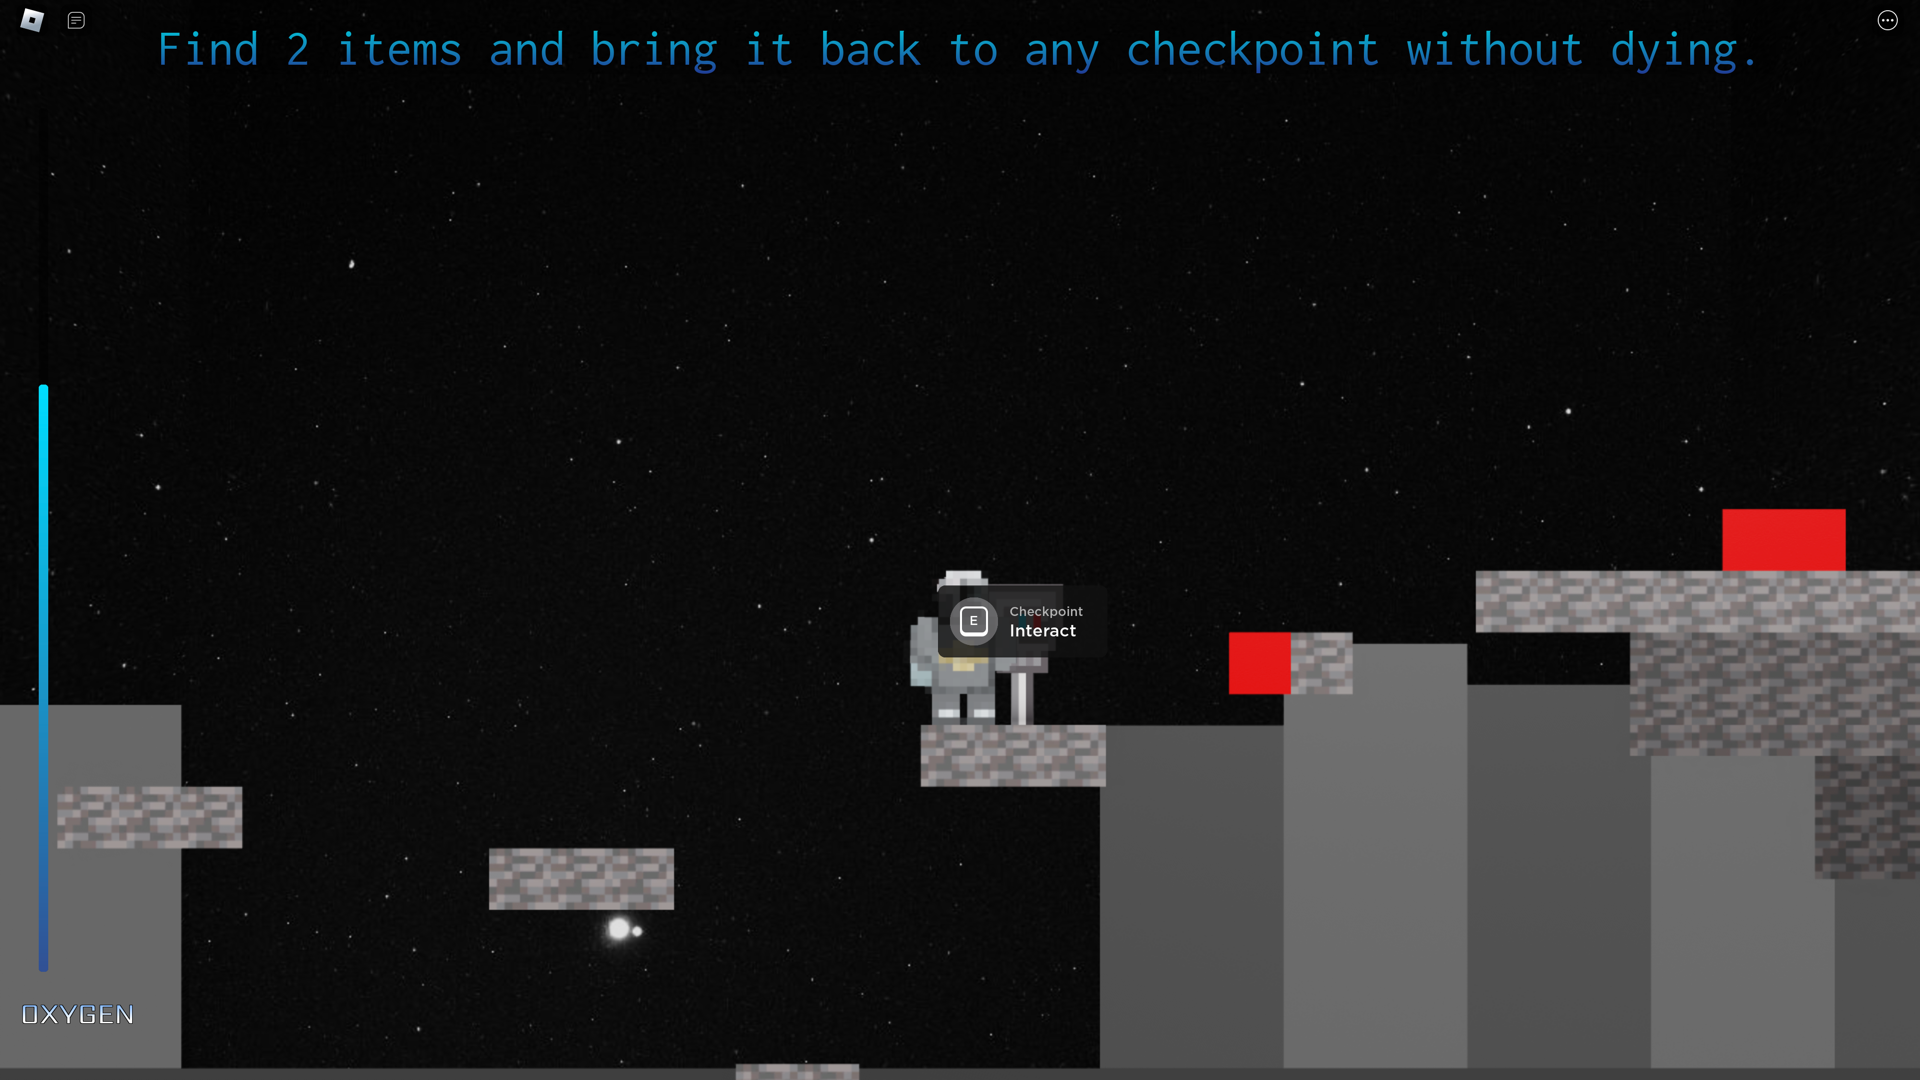 Find 2 items and bring it back to any checkpoint without dying.
Checkpoint
E
Interact
OXYGEN